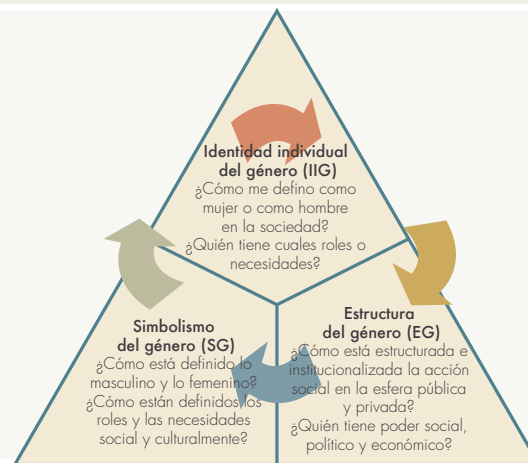 Identidad individual
del género (IIG)
¿Cómo me defino como
mujer o como hombre
en la sociedad?
¿Quién tiene cuales roles o
necesidades?
Simbolismo
del género (SG)
¿Cómo está definido lo
masculino y lo femenino?
¿Cómo están definidos los
roles y las necesidades
social y culturalmente?
Estructura
del género (EG)
¿Cómo está estructurada e
institucionalizada la acción
social en la esfera pública
y privada?
¿Quién tiene poder social,
político y económico?